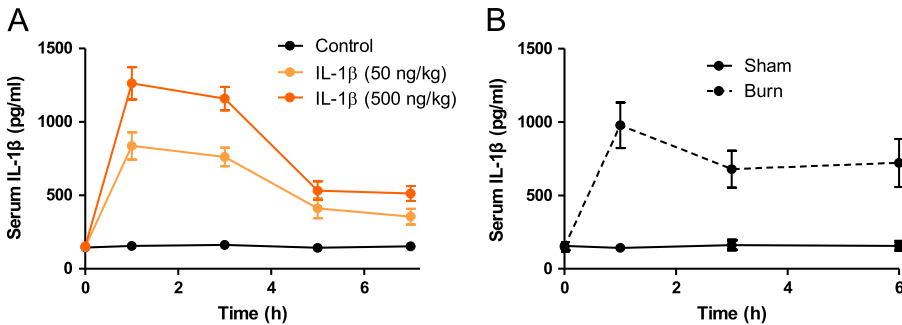 A
Control
IL-1β (50 ng/kg)
IL-1β (500 ng/kg)
Serum IL-1β (pg/ml)
1500
1000
500
0
0 2 4 6
Time (h)
B
Sham
Burn
Serum IL-1β (pg/ml)
1500
1000
500
0
0 2 4 6
Time (h)